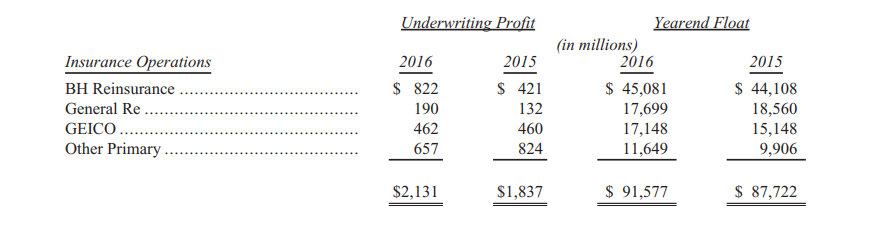 Underwriting Profit Yearend Float
(in millions)
Insurance Operations 2016 2015 2016 2015
BH Reinsurance ..................................... $ 822 $ 421 $ 45,081 $ 44,108
General Re ............................................ 190 132 17,699 18,560
GEICO ................................................. 462 460 17,148 15,148
Other Primary ........................................ 657 824 11,649 9,906
$2,131 $1,837 $ 91,577 $ 87,722